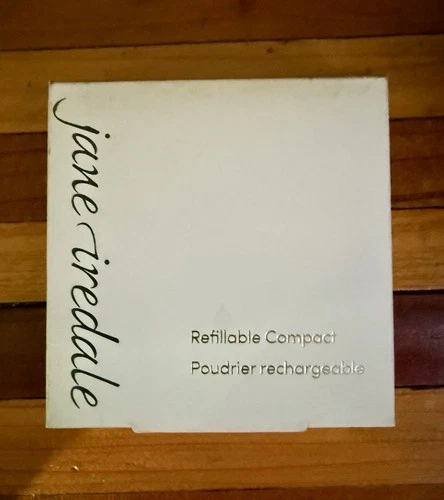 jane iredale
Refillable Compact
Poudrier rechargeable